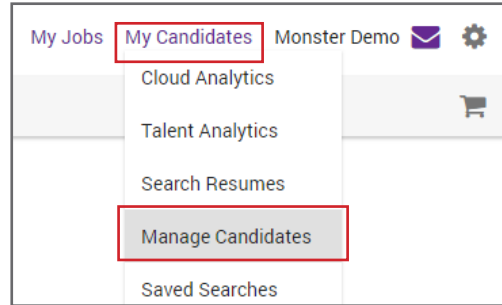 My Jobs My Candidates Monster Demo
Cloud Analytics
Talent Analytics
Search Resumes
Manage Candidates
Saved Searches